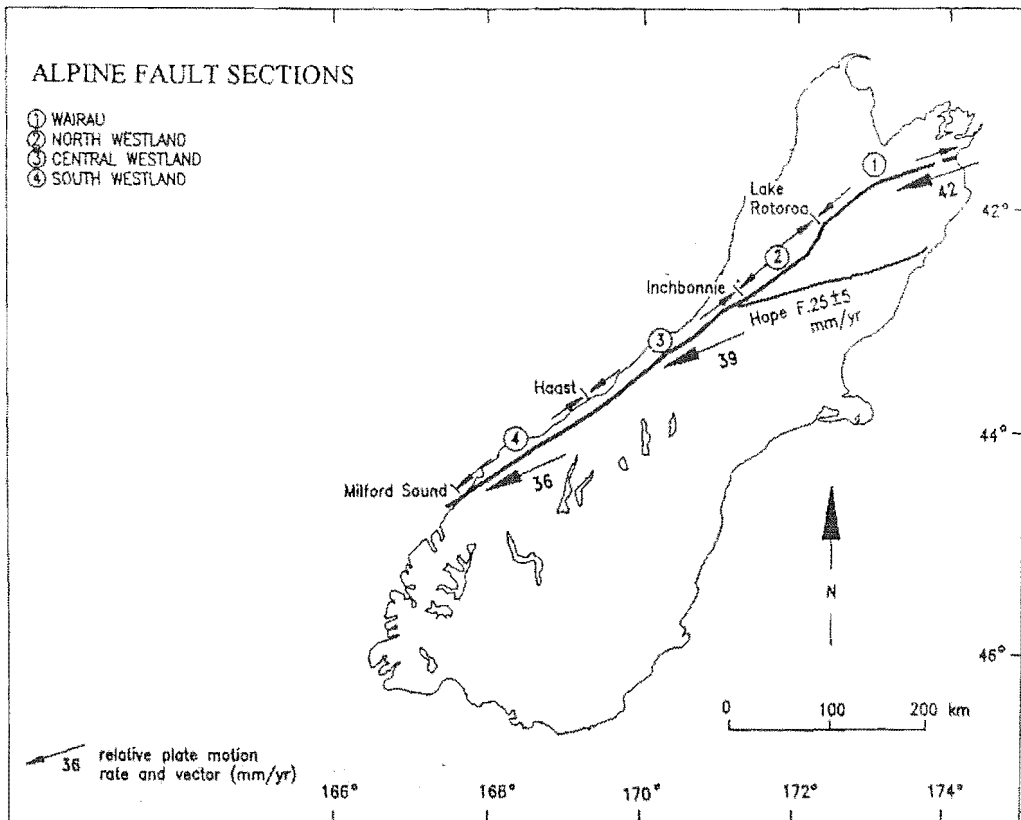 ALPINE FAULT SECTIONS
① WAIRAU
② NORTH WESTLAND
③ CENTRAL WESTLAND
④ SOUTH WESTLAND
①
42
Lake
Rotoroa
42°
②
Inchbonnie
Hope F.25±5
mm/yr
③
39
Haast
④
44°
36
Milford Sound
N
46°
0 100 200 km
36 relative plate motion
rate and vector (mm/yr)
166° 168° 170° 172° 174°